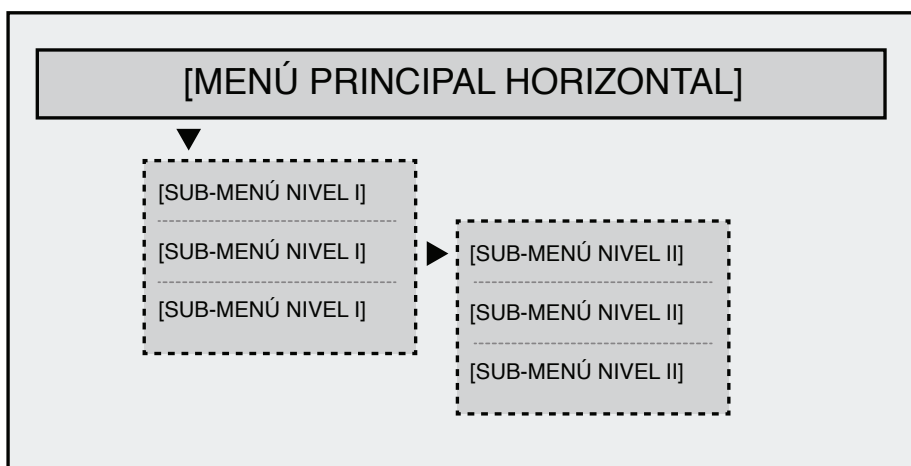 [MENÚ PRINCIPAL HORIZONTAL]
[SUB-MENÚ NIVEL I]
[SUB-MENÚ NIVEL I]
[SUB-MENÚ NIVEL I]
[SUB-MENÚ NIVEL II]
[SUB-MENÚ NIVEL II]
[SUB-MENÚ NIVEL II]